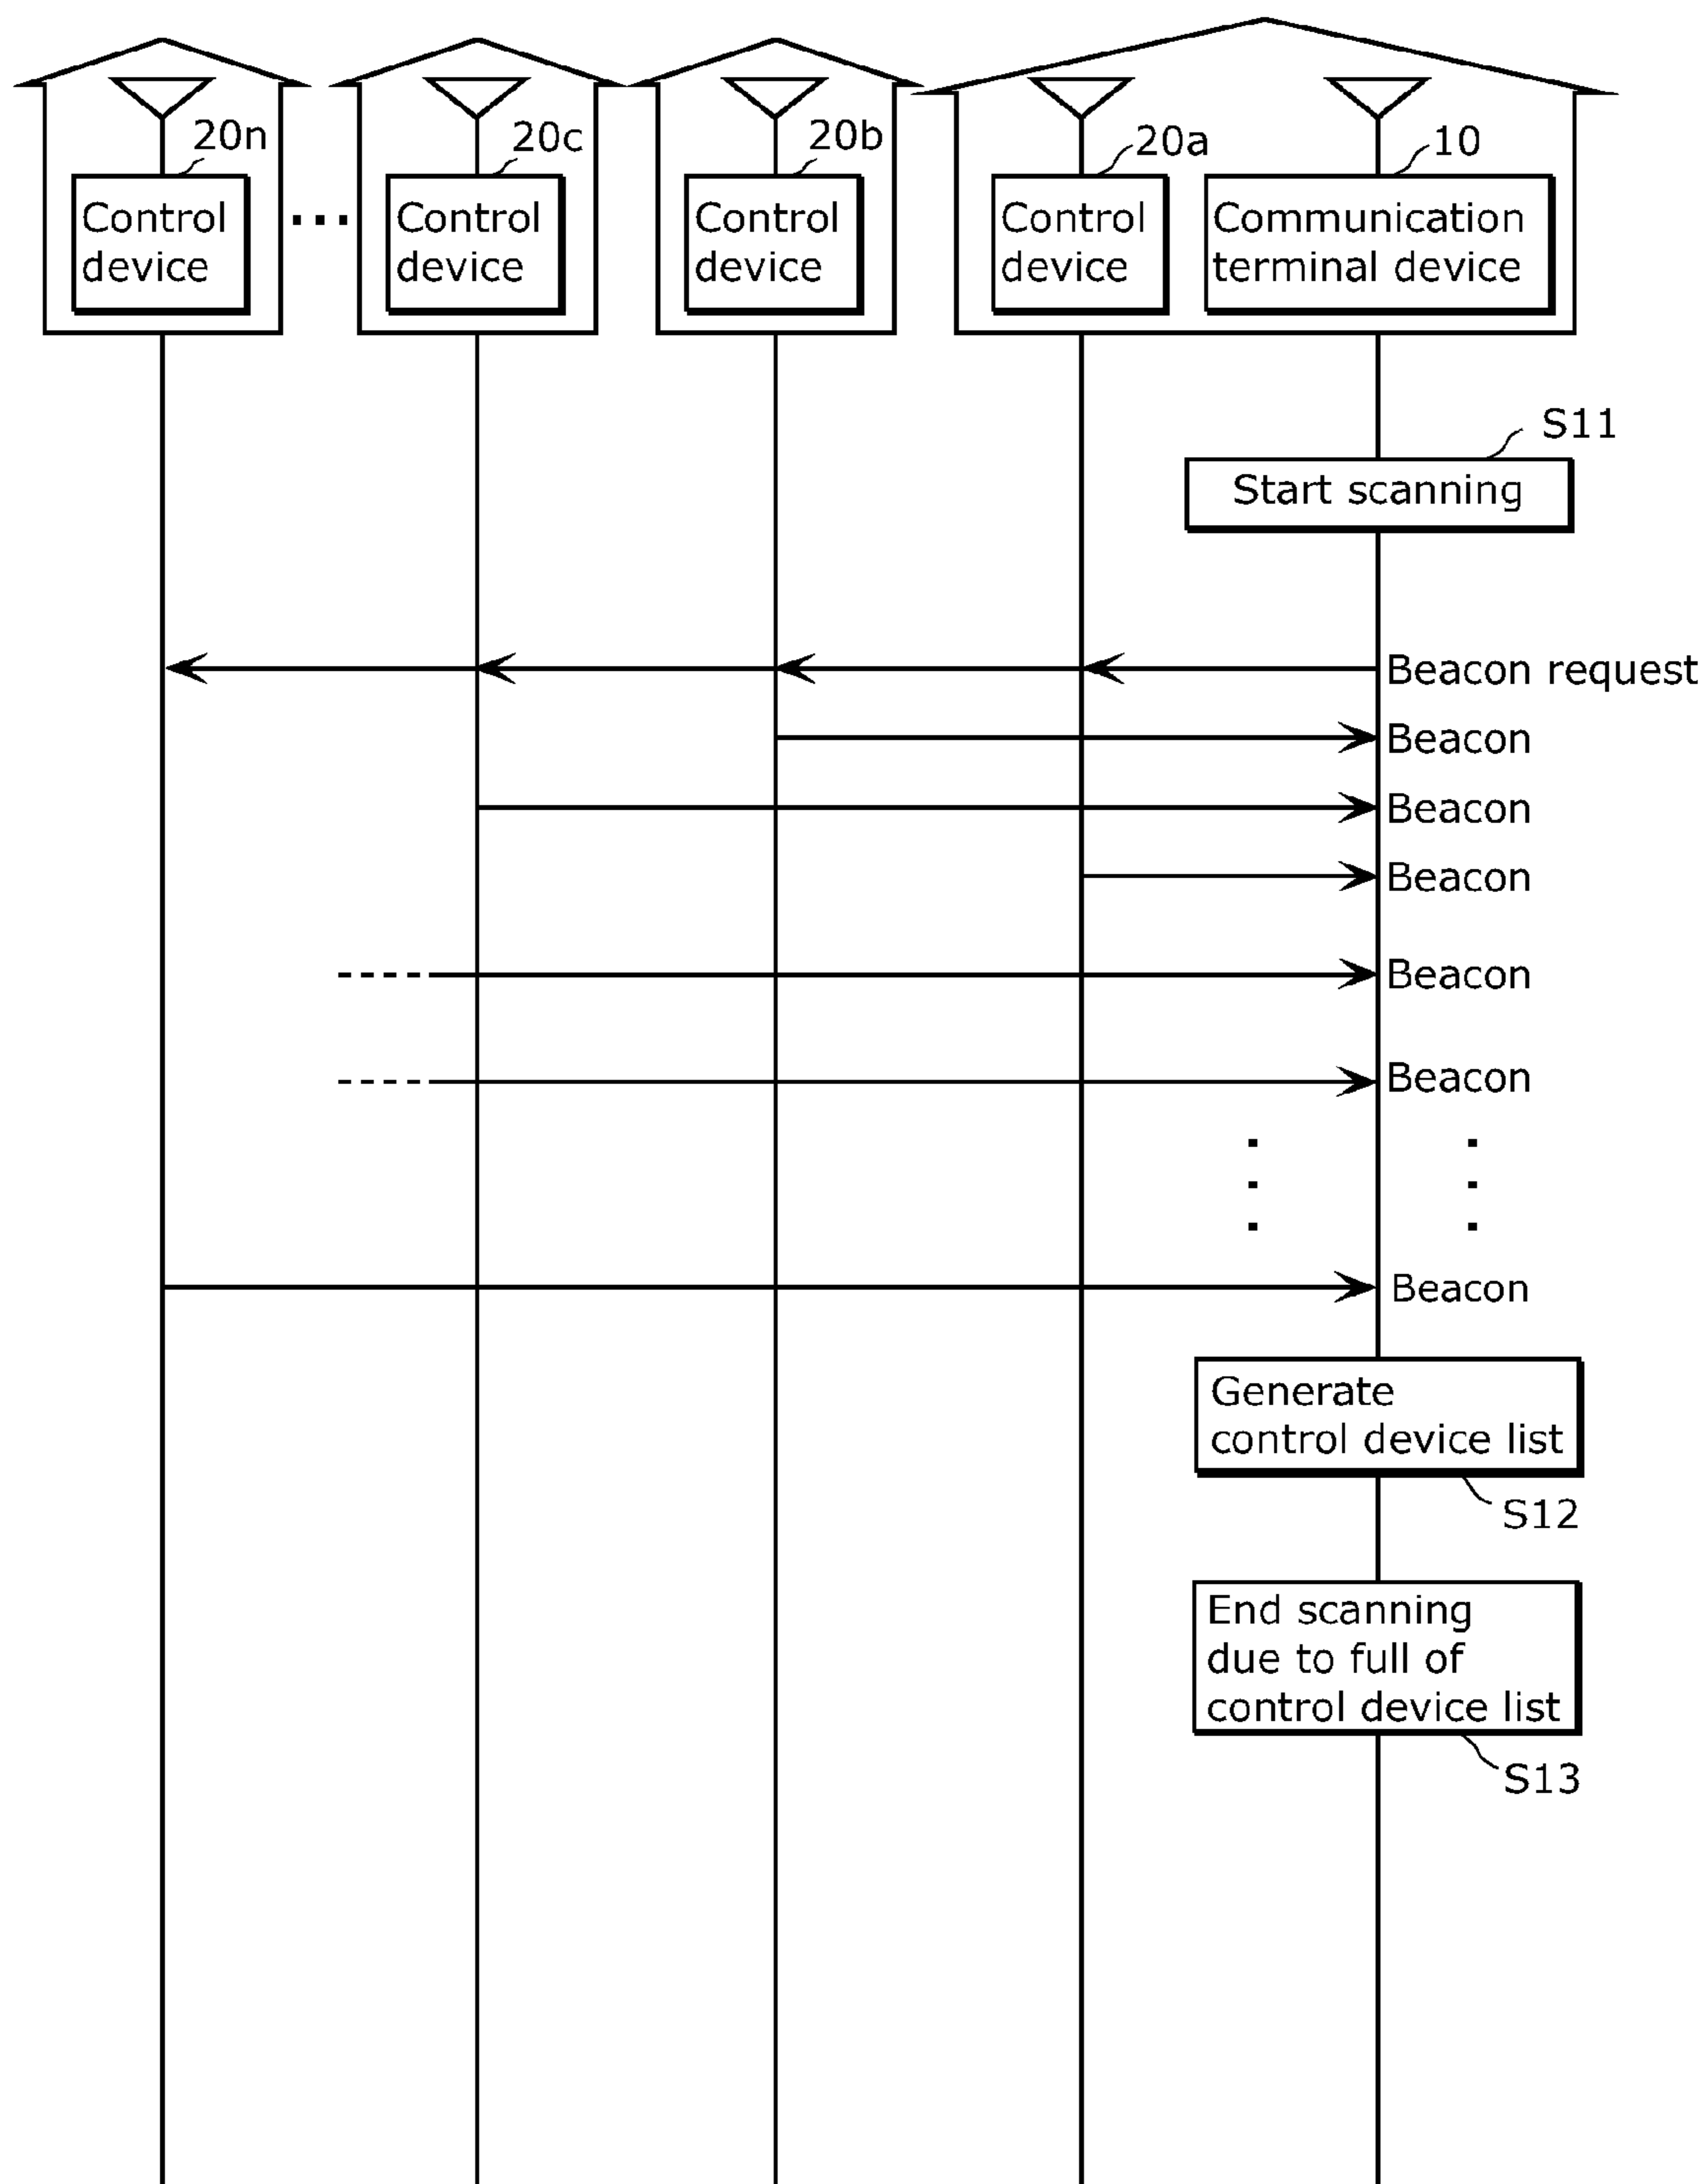 20n
20c
20b
20a
10
Control
device
...
Control
device
Control
device
Control
device
Communication
terminal device
S11
Start scanning
Beacon request
Beacon
Beacon
Beacon
Beacon
Beacon
Beacon
Generate
control device list
S12
End scanning
due to full of
control device list
S13